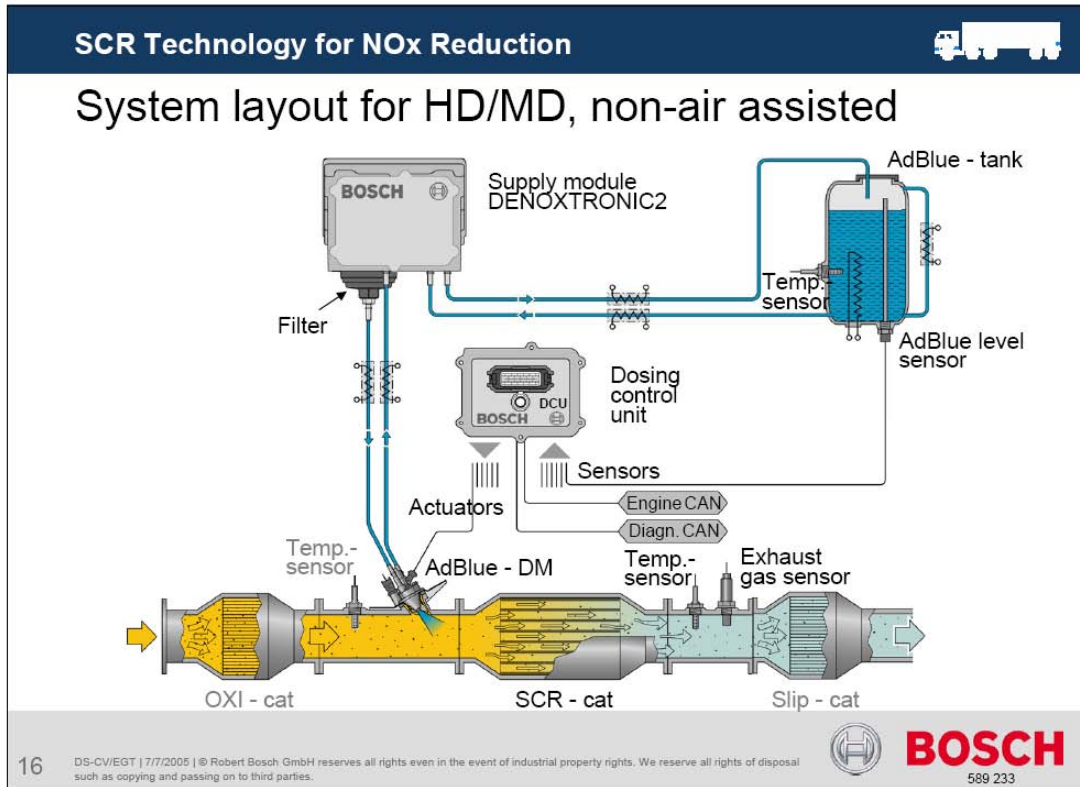 SCR Technology for NOx Reduction
System layout for HD/MD, non-air assisted
AdBlue - tank
BOSCH
Supply module
DENOXTRONIC2
Temp.-
sensor
Filter
AdBlue level
sensor
Dosing
control
unit
DCU
BOSCH
Sensors
Actuators
Engine CAN
Diagn. CAN
Temp.-
sensor
AdBlue - DM
Temp.-
sensor
Exhaust
gas sensor
OXI - cat
SCR - cat
Slip - cat
16
DS-CV/EGT | 7/7/2005 | © Robert Bosch GmbH reserves all rights even in the event of industrial property rights. We reserve all rights of disposal
such as copying and passing on to third parties.
BOSCH
589 233